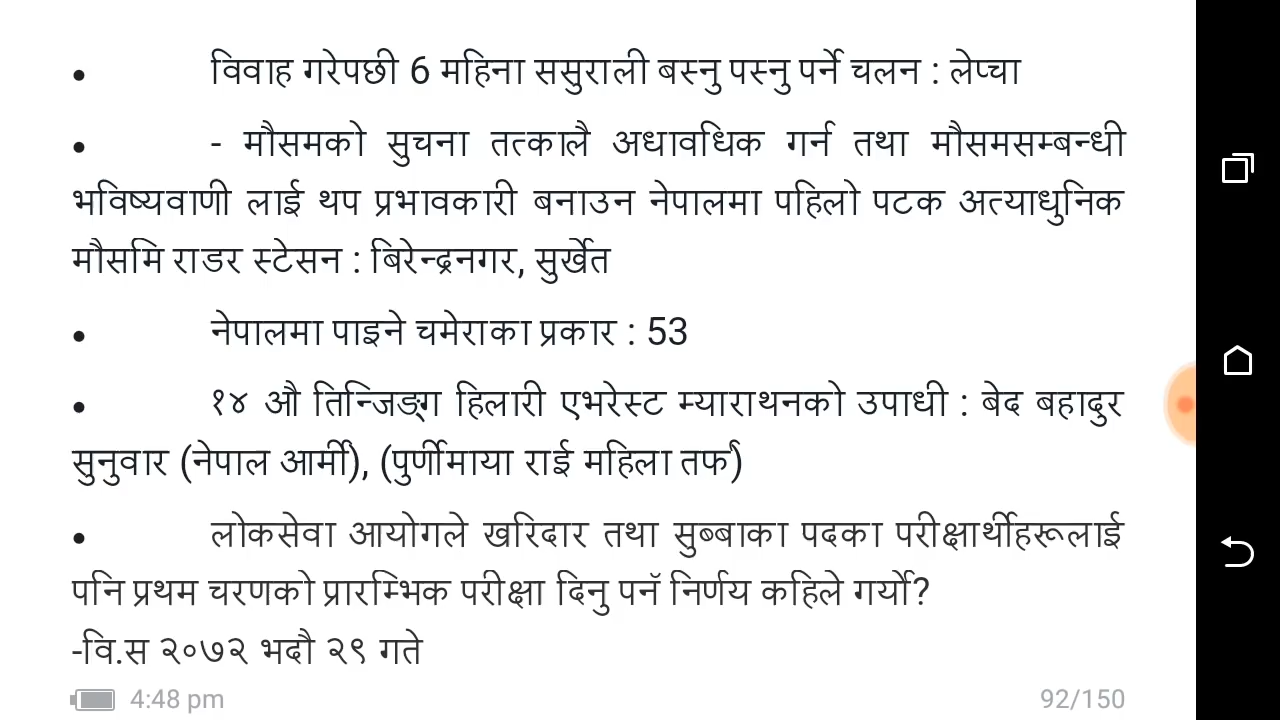 • विवाह गरेपछी 6 महिना ससुराली बस्नु पस्नु पर्ने चलन : लेप्चा
• - मौसमको सुचना तत्कालै अधावधिक गर्न तथा मौसमसम्बन्धी
भविष्यवाणी लाई थप प्रभावकारी बनाउन नेपालमा पहिलो पटक अत्याधुनिक
मौसमि राडर स्टेसन : बिरेन्द्रनगर, सुर्खेत
• नेपालमा पाइने चमेराका प्रकार : 53
• १४ औ तिन्जिङ्ग हिलारी एभरेस्ट म्याराथनको उपाधी : बेद बहादुर
सुनुवार (नेपाल आर्मी), (पुर्णीमाया राई महिला तर्फ)
• लोकसेवा आयोगले खरिदार तथा सुब्बाका पदका परीक्षार्थीहरूलाई
पनि प्रथम चरणको प्रारम्भिक परीक्षा दिनु पनॅ निर्णय कहिले गर्यो?
-वि.स २०७२ भदौ २९ गते
4:48 pm 92/150